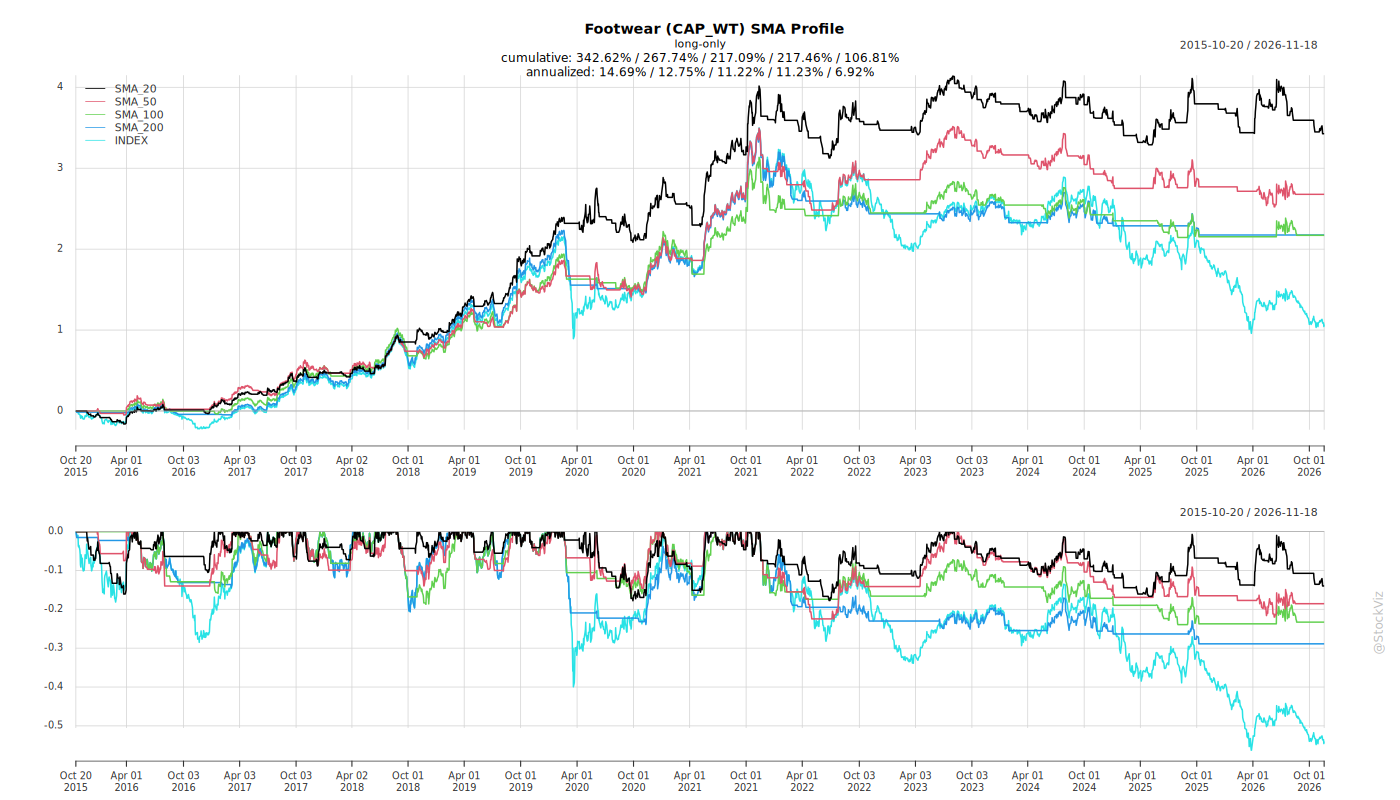 Footwear (CAP_WT) SMA Profile
long-only
cumulative: 342.62% / 267.74% / 217.09% / 217.46% / 106.81%
annualized: 14.69% / 12.75% / 11.22% / 11.23% / 6.92%
2015-10-20 / 2026-11-18
SMA_20
SMA_50
SMA_100
SMA_200
INDEX
4
3
2
1
0
Oct 20 Apr 01 Oct 03 Apr 03 Oct 03 Apr 02 Oct 01 Apr 01 Oct 01 Apr 01 Oct 01 Apr 01 Oct 01 Apr 01 Oct 03 Apr 03 Oct 03 Apr 01 Oct 01 Apr 01 Oct 01 Apr 01 Oct 01
2015 2016 2016 2017 2017 2018 2018 2019 2019 2020 2020 2021 2021 2022 2022 2023 2023 2024 2024 2025 2025 2026 2026
2015-10-20 / 2026-11-18
0.0
-0.1
-0.2
-0.3
-0.4
-0.5
Oct 20 Apr 01 Oct 03 Apr 03 Oct 03 Apr 02 Oct 01 Apr 01 Oct 01 Apr 01 Oct 01 Apr 01 Oct 01 Apr 01 Oct 03 Apr 03 Oct 03 Apr 01 Oct 01 Apr 01 Oct 01 Apr 01 Oct 01
2015 2016 2016 2017 2017 2018 2018 2019 2019 2020 2020 2021 2021 2022 2022 2023 2023 2024 2024 2025 2025 2026 2026
@StockViz